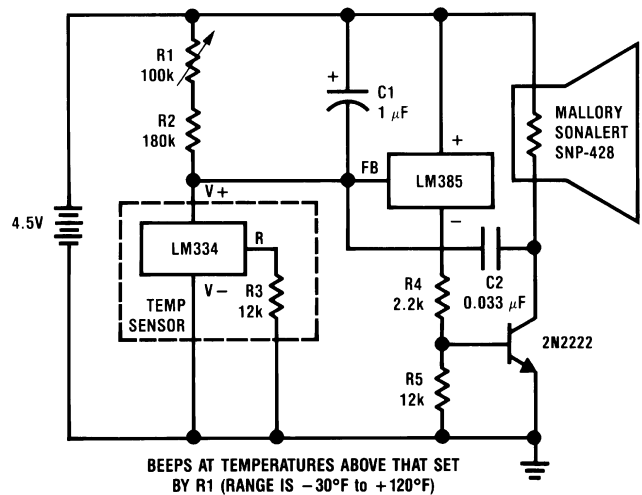 R1
100k
R2
180k
+
C1
1 μF
MALLORY
SONALERT
SNP-428
FB
+
LM385
−
V+
4.5V
LM334
R
V−
R3
12k
TEMP
SENSOR
R4
2.2k
C2
0.033 μF
2N2222
R5
12k
BEEPS AT TEMPERATURES ABOVE THAT SET
BY R1 (RANGE IS −30°F to +120°F)